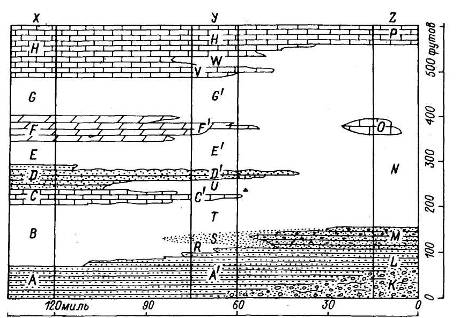 X У Z
H H P
W
V
G G'
F F' O
E E'
D D' N
U
C C'
T
B S M
R L
A A' K
500 футов
400
300
200
100
0
120миль 90 60 30 0